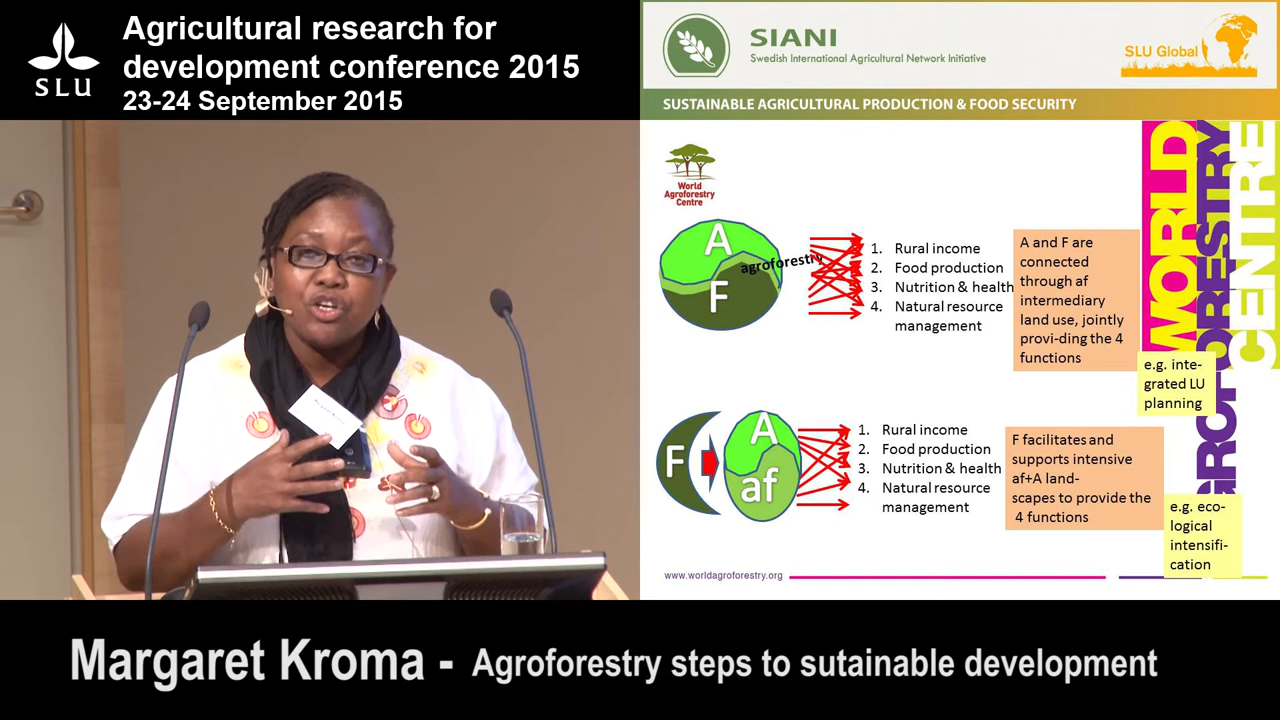 SLU
Agricultural research for
development conference 2015
23-24 September 2015
SIANI
Swedish International Agricultural Network Initiative
SLU Global
SUSTAINABLE AGRICULTURAL PRODUCTION & FOOD SECURITY
World
Agroforestry
Centre
WORLD
AGROFORESTRY
CENTRE
A
F
agroforestry
1. Rural income
2. Food production
3. Nutrition & health
4. Natural resource
management
A and F are
connected
through af
intermediary
land use, jointly
provi-ding the 4
functions
e.g. inte-
grated LU
planning
F
A
af
1. Rural income
2. Food production
3. Nutrition & health
4. Natural resource
management
F facilitates and
supports intensive
af+A land-
scapes to provide the
4 functions
e.g. eco-
logical
intensifi-
cation
www.worldagroforestry.org
Margaret Kroma - Agroforestry steps to sutainable development